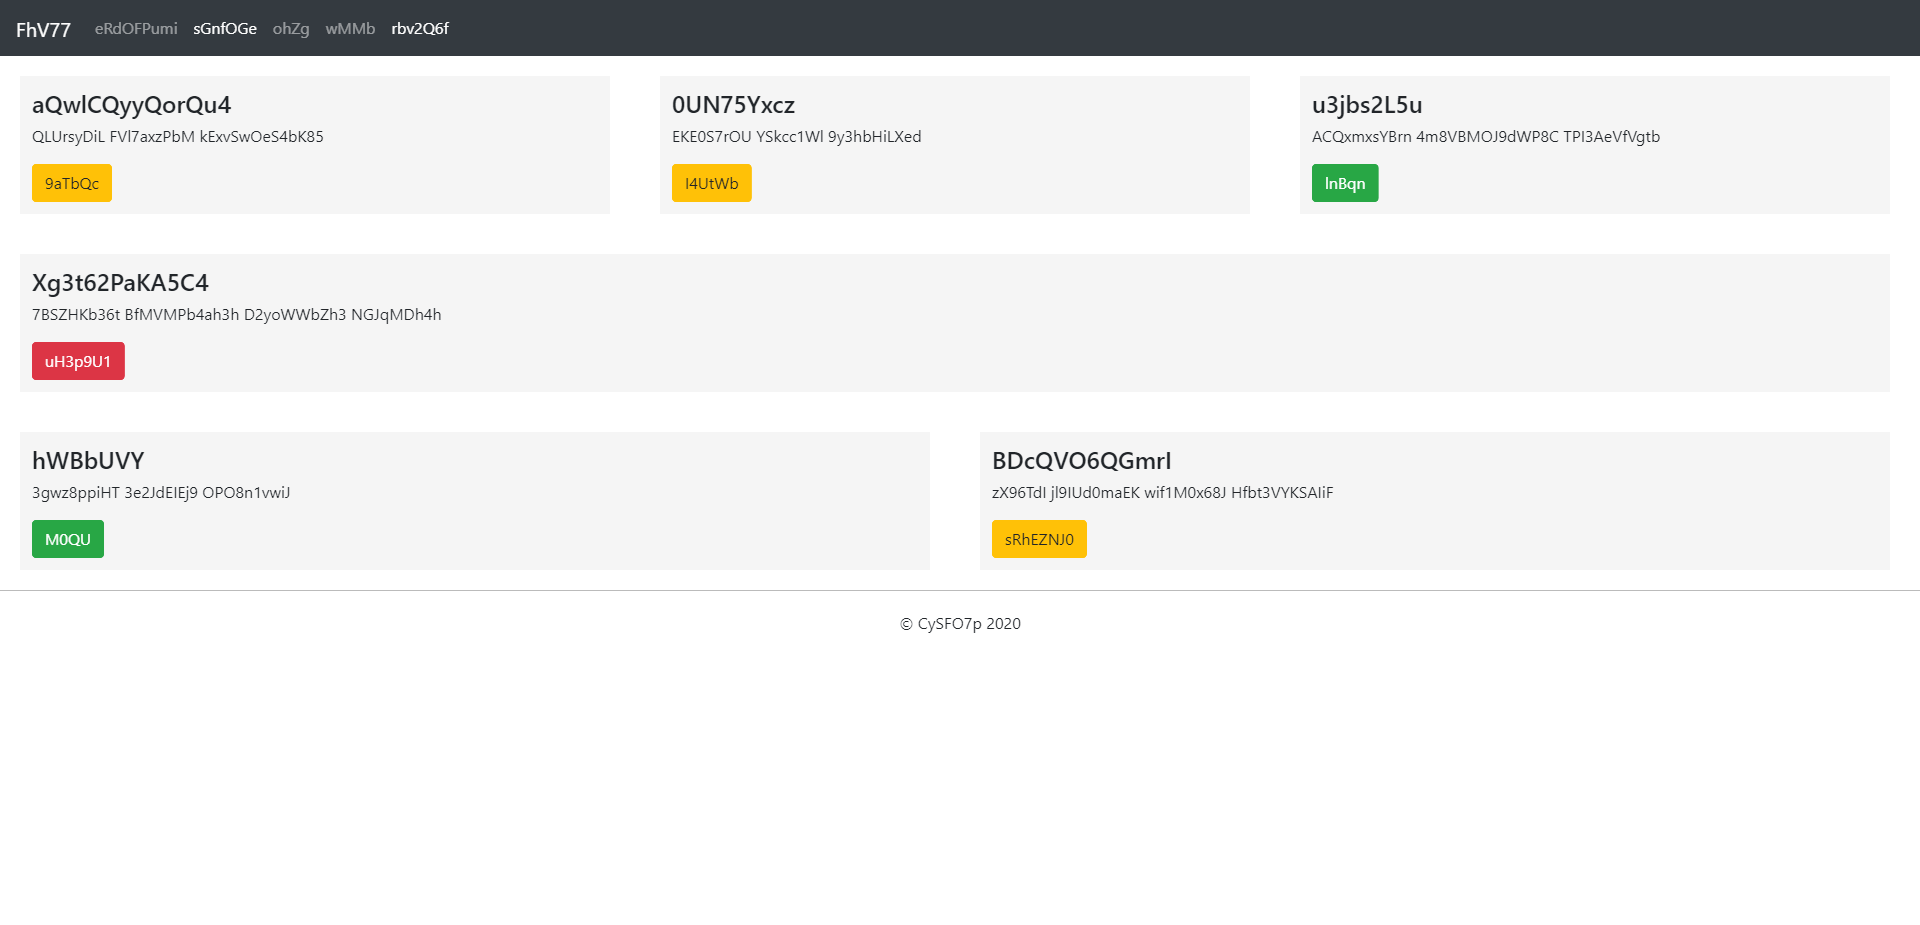 FhV77 eRdOFPumi sGnfOGe ohZg wMMb rbv2Q6f
aQwlCQyyQorQu4
QLUrsyDiL FVl7axzPbM kExvSwOeS4bK85
9aTbQc
0UN75Yxcz
EKE0S7rOU YSkcc1Wl 9y3hbHiLXed
I4UtWb
u3jbs2L5u
ACQxmxsYBrn 4m8VBMOJ9dWP8C TPI3AeVfVgtb
lnBqn
Xg3t62PaKA5C4
7BSZHKb36t BfMVMPb4ah3h D2yoWWbZh3 NGJqMDh4h
uH3p9U1
hWBbUVY
3gwz8ppiHT 3e2JdEIEj9 OPO8n1vwiJ
M0QU
BDcQVO6QGmrI
zX96TdI jl9IUd0maEK wif1M0x68J Hfbt3VYKSAIiF
sRhEZNJ0
© CySFO7p 2020